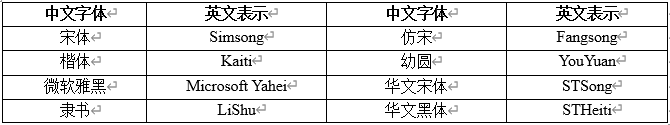 中文字体 英文表示 中文字体 英文表示
宋体 Simsong 仿宋 Fangsong
楷体 Kaiti 幼圆 YouYuan
微软雅黑 Microsoft Yahei 华文宋体 STSong
隶书 LiShu 华文黑体 STHeiti